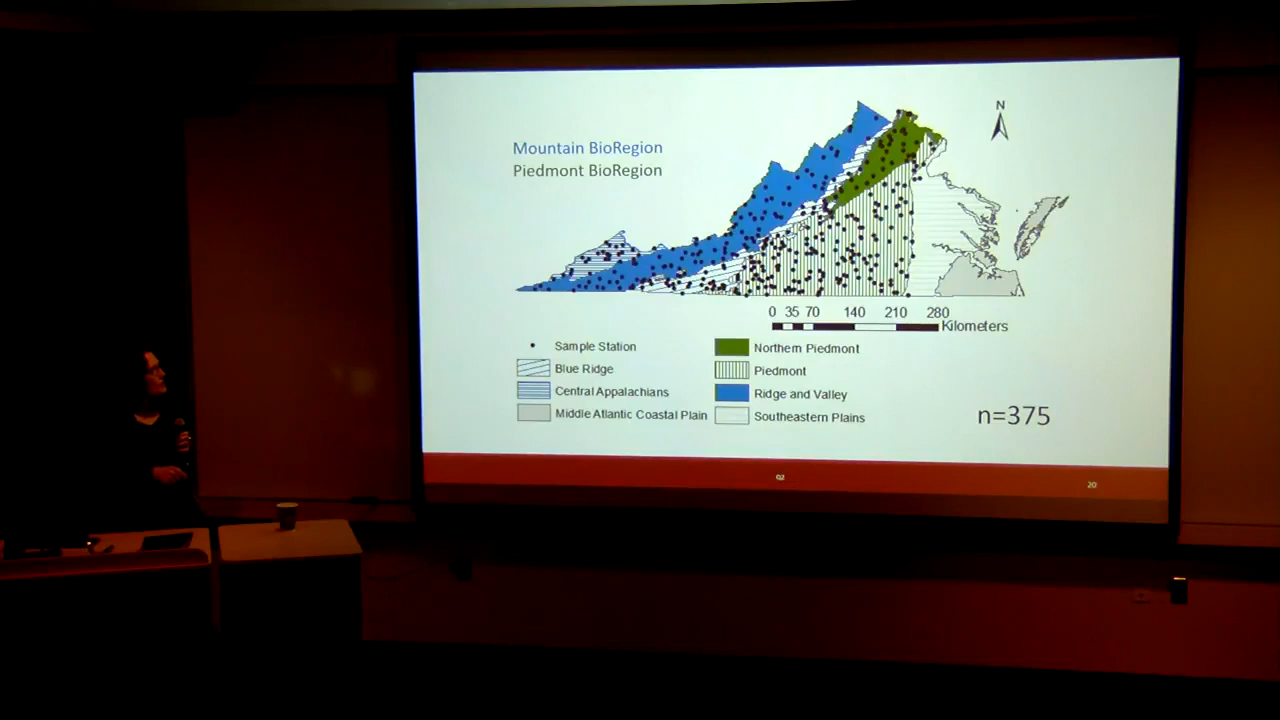 Mountain BioRegion
Piedmont BioRegion
N
0 35 70 140 210 280
Kilometers
Sample Station
Blue Ridge
Central Appalachians
Middle Atlantic Coastal Plain
Northern Piedmont
Piedmont
Ridge and Valley
Southeastern Plains
n=375
20